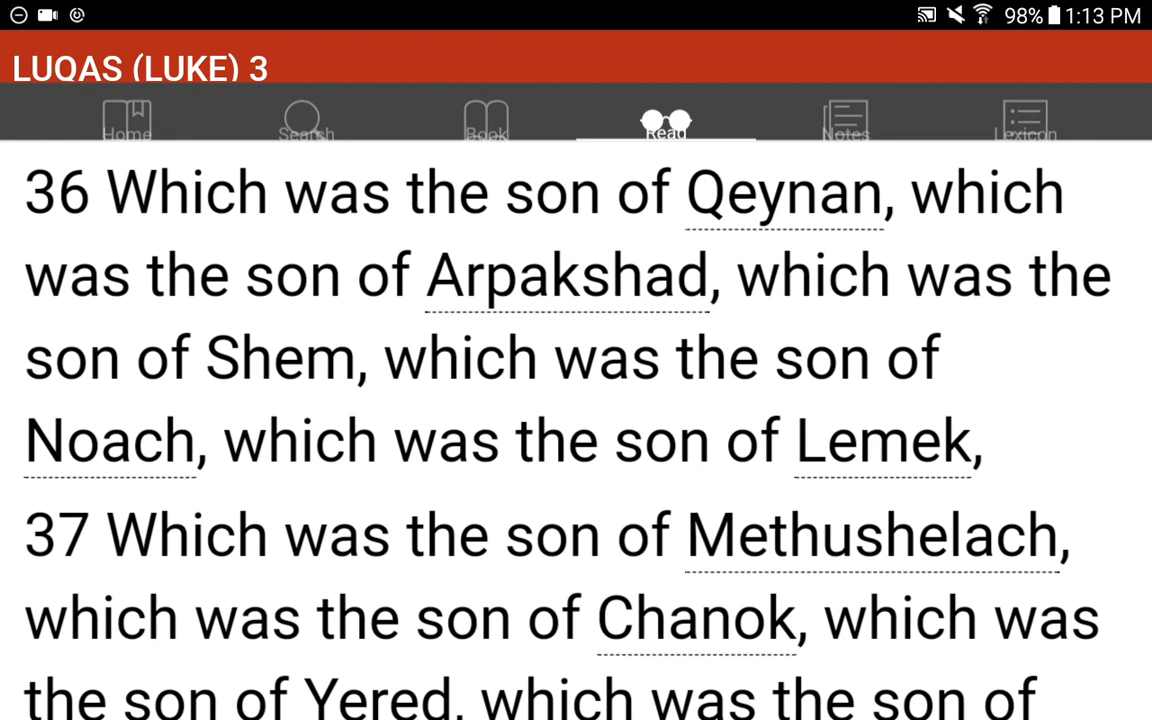 98% 1:13 PM
LUQAS (LUKE) 3
Home Search Book Read Notes Lexicon
36 Which was the son of Qeynan, which
was the son of Arpakshad, which was the
son of Shem, which was the son of
Noach, which was the son of Lemek,
37 Which was the son of Methushelach,
which was the son of Chanok, which was
the son of Yered, which was the son of